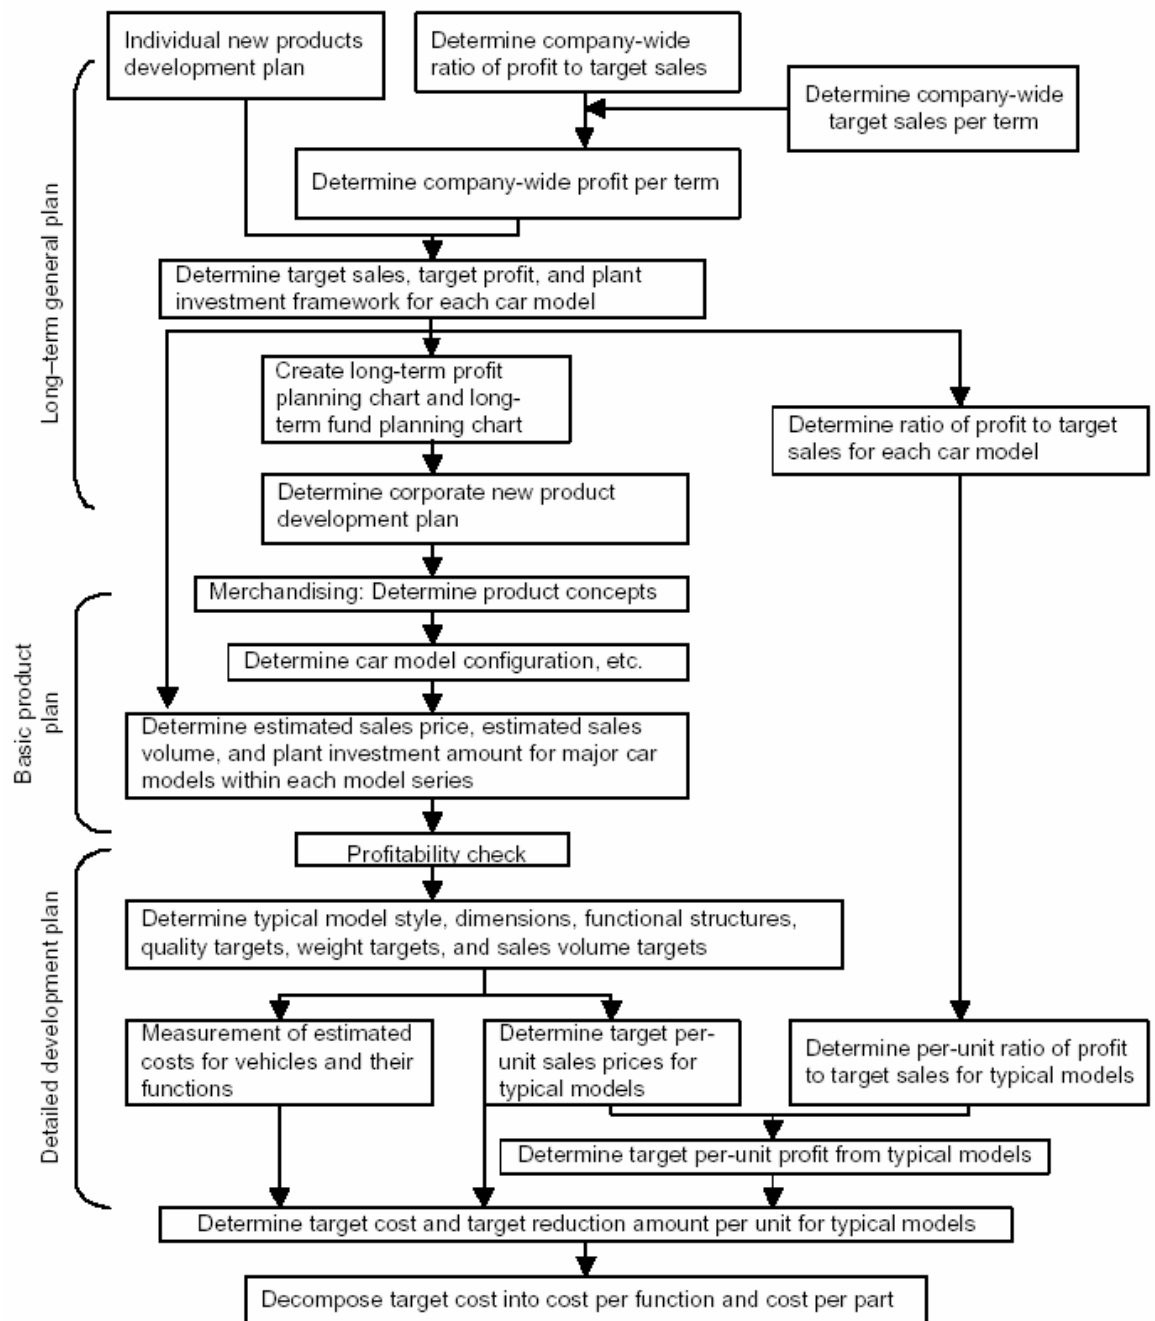 Individual new products
development plan
Determine company-wide
ratio of profit to target sales
Determine company-wide
target sales per term
Determine company-wide profit per term
Long–term general plan
Determine target sales, target profit, and plant
investment framework for each car model
Create long-term profit
planning chart and long-
term fund planning chart
Determine ratio of profit to target
sales for each car model
Determine corporate new product
development plan
Merchandising: Determine product concepts
Basic product
plan
Determine car model configuration, etc.
Determine estimated sales price, estimated sales
volume, and plant investment amount for major car
models within each model series
Profitability check
Detailed development plan
Determine typical model style, dimensions, functional structures,
quality targets, weight targets, and sales volume targets
Measurement of estimated
costs for vehicles and their
functions
Determine target per-
unit sales prices for
typical models
Determine per-unit ratio of profit
to target sales for typical models
Determine target per-unit profit from typical models
Determine target cost and target reduction amount per unit for typical models
Decompose target cost into cost per function and cost per part